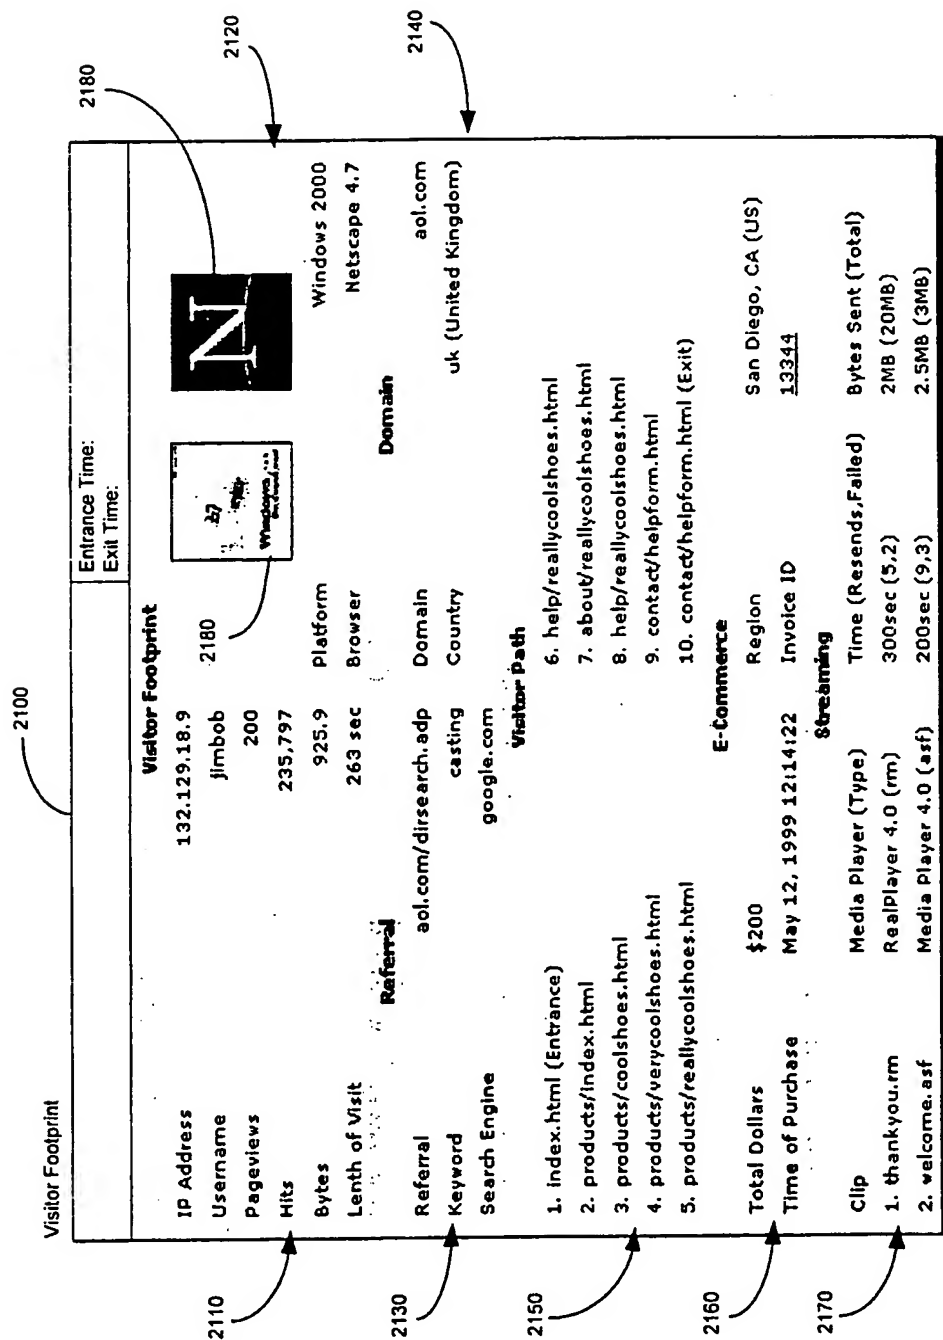 2100
Visitor Footprint
Entrance Time:
Exit Time:
2180
2120
2140
Visitor Footprint
IP Address 132.129.18.9
Username jimbob
Pageviews 200
Hits 235,797
Bytes 925.9 Platform Windows 2000
Lenth of Visit 263 sec Browser Netscape 4.7
2180
N
2110
Referral Domain
Referral aol.com/dirsearch.adp Domain aol.com
Keyword casting Country uk (United Kingdom)
Search Engine google.com
2130
Visitor Path
1. index.html (Entrance) 6. help/reallycoolshoes.html
2. products/index.html 7. about/reallycoolshoes.html
3. products/coolshoes.html 8. help/reallycoolshoes.html
4. products/verycoolshoes.html 9. contact/helpform.html
5. products/reallycoolshoes.html 10. contact/helpform.html (Exit)
2150
E-Commerce
Total Dollars $200 Region San Diego, CA (US)
Time of Purchase May 12, 1999 12:14:22 Invoice ID 13344
2160
Streaming
Clip Media Player (Type) Time (Resends,Failed) Bytes Sent (Total)
1. thankyou.rm RealPlayer 4.0 (rm) 300sec (5,2) 2MB (20MB)
2. welcome.asf Media Player 4.0 (asf) 200sec (9,3) 2.5MB (3MB)
2170